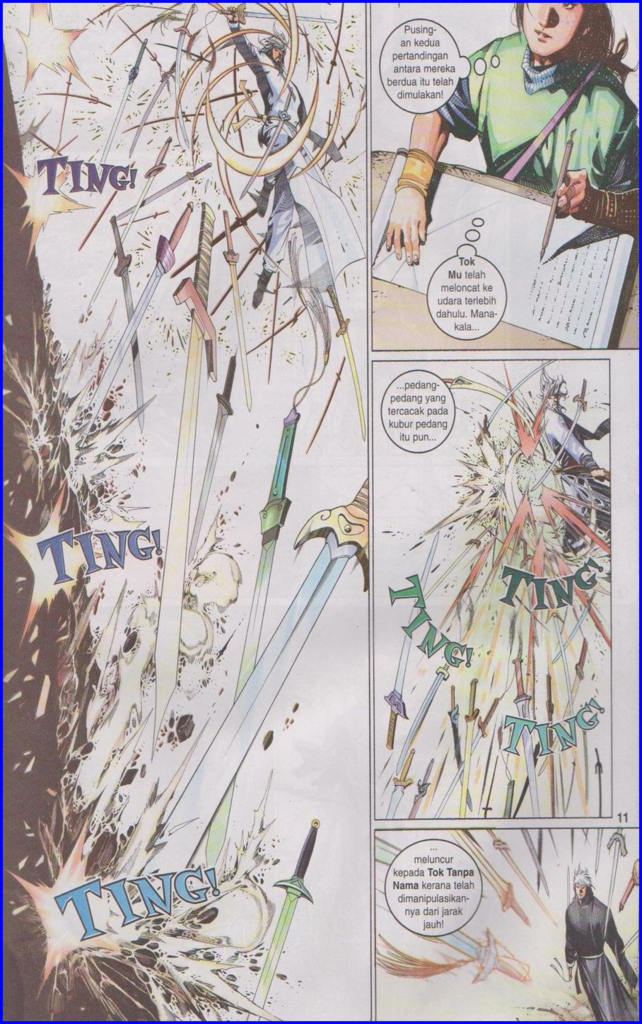 TING!
TING!
TING!
Pusing-
an kedua
pertandingan
antara mereka
berdua itu telah
dimulakan!
Tok
Mu telah
meloncat ke
udara terlebih
dahulu. Mana-
kala...
...pedang-
pedang yang
tercacak pada
kubur pedang
itu pun...
TING!
TING!
TING!
11
...
meluncur
kepada Tok Tanpa
Nama kerana telah
dimanipulasikan-
nya dari jarak
jauh!